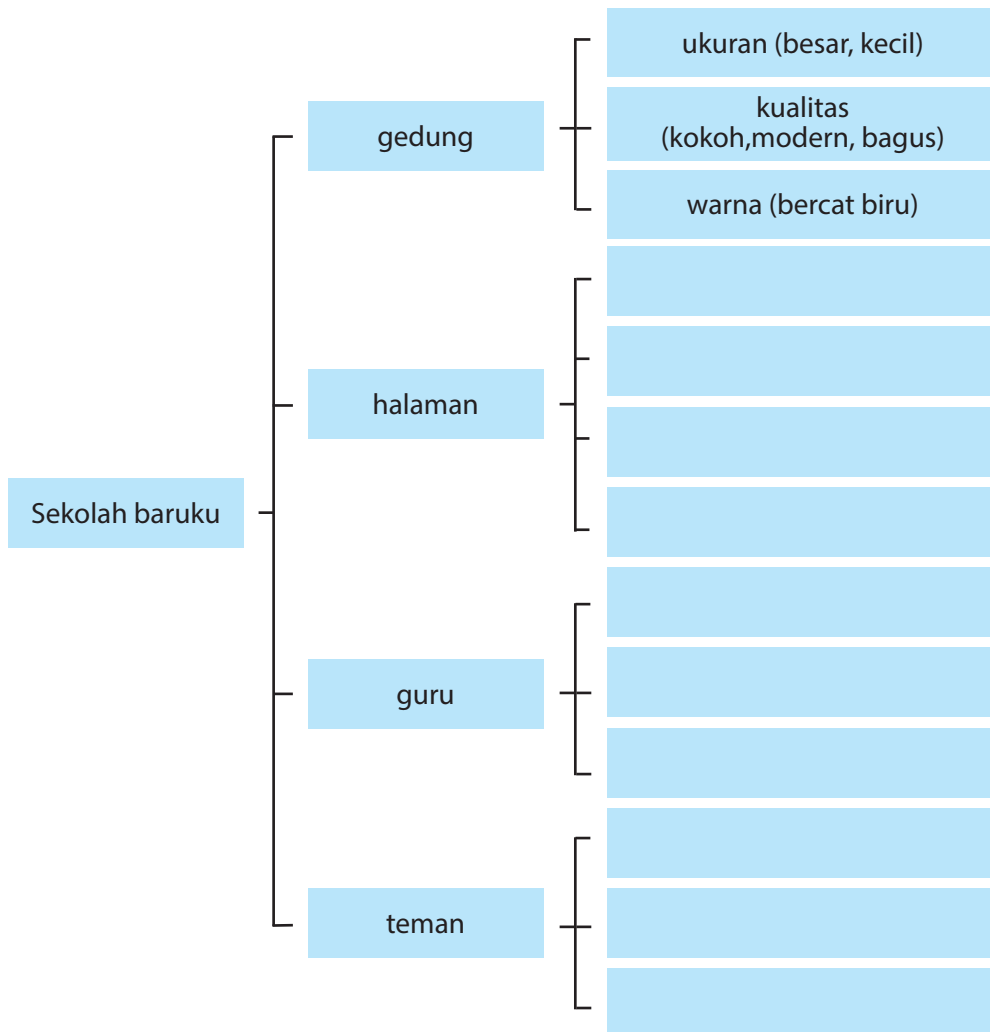 Sekolah baruku
gedung
ukuran (besar, kecil)
kualitas
(kokoh,modern, bagus)
warna (bercat biru)
halaman
guru
teman